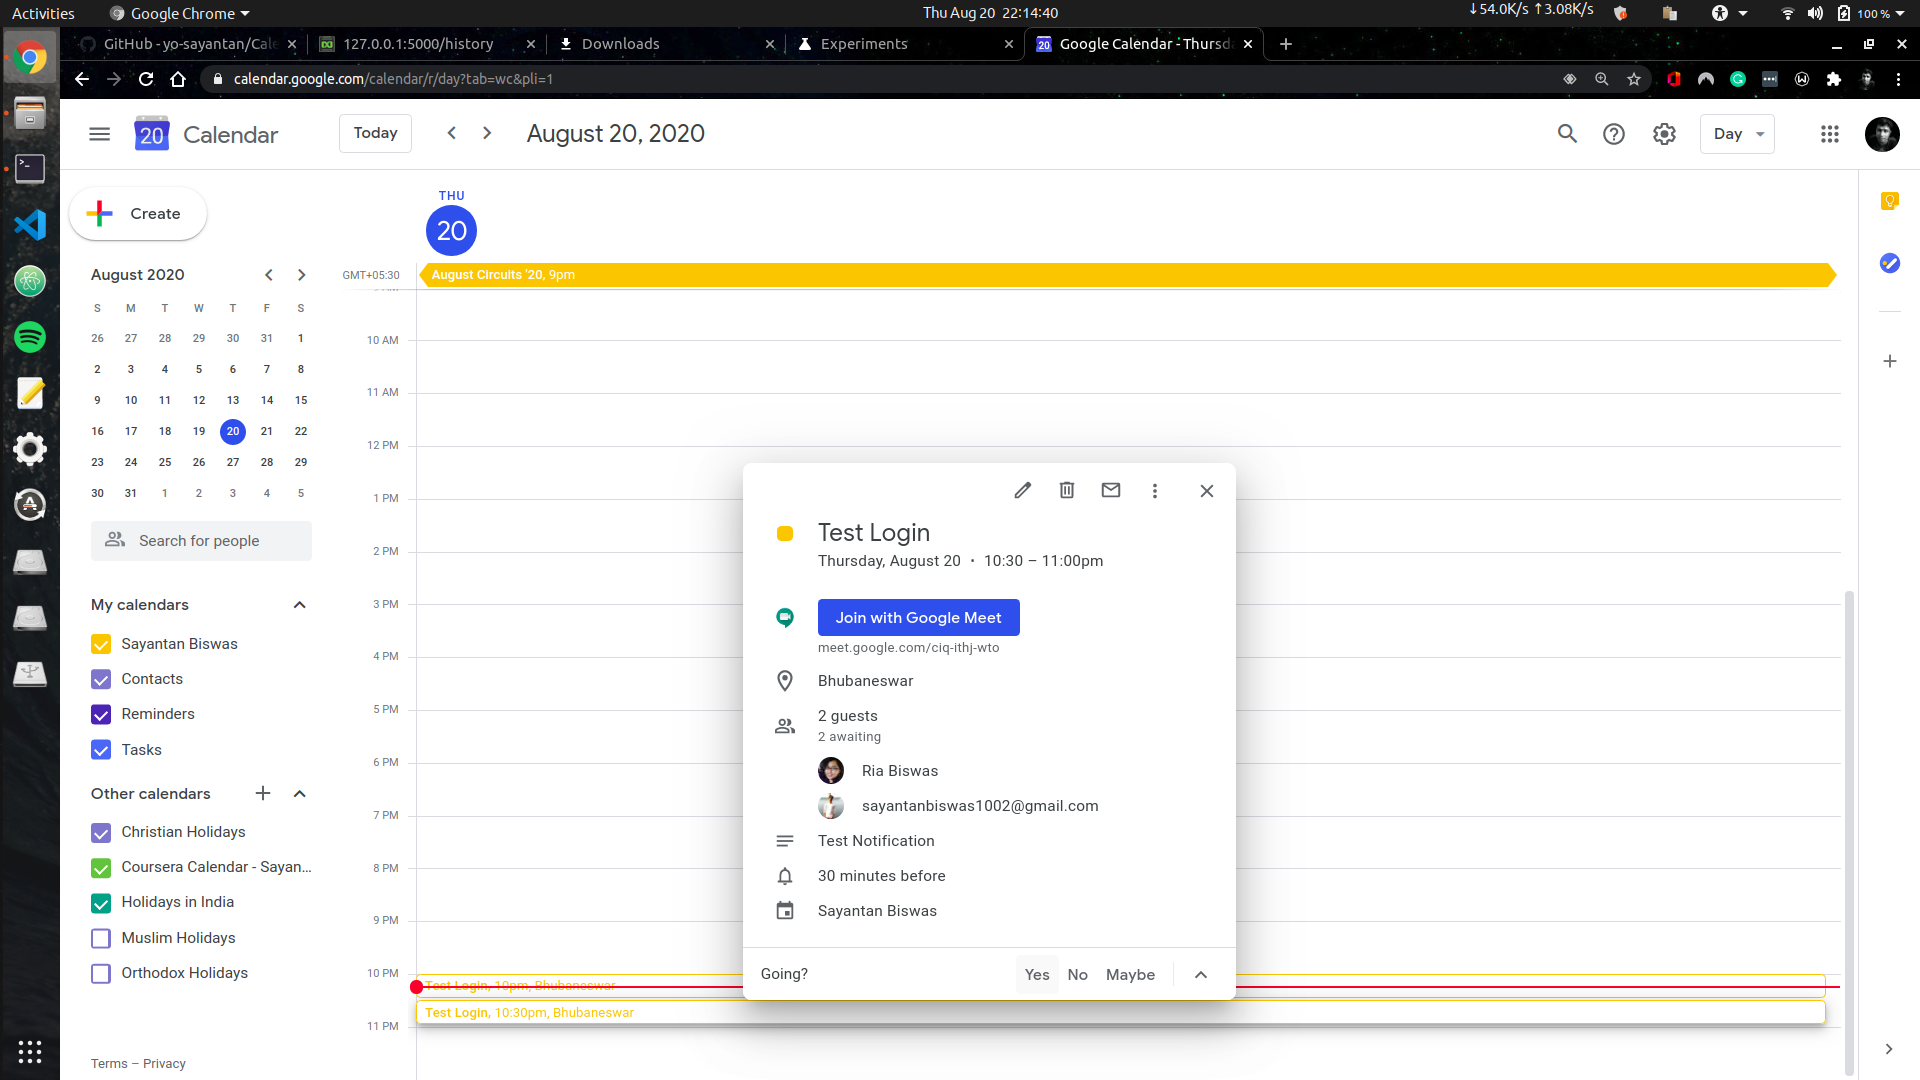 Activities
Google Chrome
Thu Aug 20 22:14:40
↓54.0K/s ↑3.08K/s
100 %
GitHub - yo-sayantan/Cale
127.0.0.1:5000/history
Downloads
Experiments
20 Google Calendar - Thursd
calendar.google.com/calendar/r/day?tab=wc&pli=1
20 Calendar
Today
August 20, 2020
Day
Create
THU
20
August 2020
GMT+05:30
August Circuits '20, 9pm
S M T W T F S
26 27 28 29 30 31 1
2 3 4 5 6 7 8
9 10 11 12 13 14 15
16 17 18 19 20 21 22
23 24 25 26 27 28 29
30 31 1 2 3 4 5
Search for people
My calendars
Sayantan Biswas
Contacts
Reminders
Tasks
Other calendars
Christian Holidays
Coursera Calendar - Sayan...
Holidays in India
Muslim Holidays
Orthodox Holidays
Terms – Privacy
10 AM
11 AM
12 PM
1 PM
2 PM
3 PM
4 PM
5 PM
6 PM
7 PM
8 PM
9 PM
10 PM
11 PM
Test Login
Thursday, August 20 • 10:30 – 11:00pm
Join with Google Meet
meet.google.com/ciq-ithj-wto
Bhubaneswar
2 guests
2 awaiting
Ria Biswas
sayantanbiswas1002@gmail.com
Test Notification
30 minutes before
Sayantan Biswas
Going?
Yes No Maybe
Test Login, 10pm, Bhubaneswar
Test Login, 10:30pm, Bhubaneswar